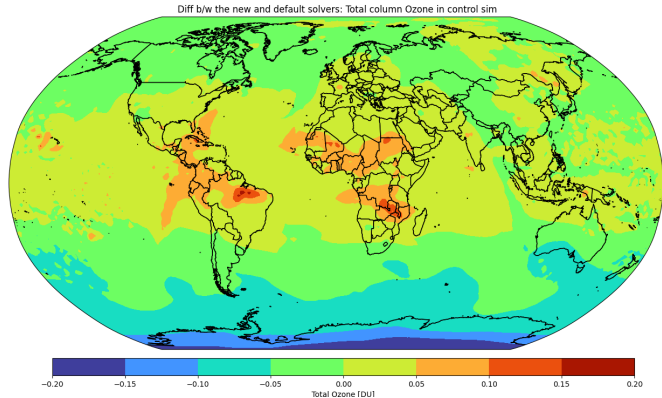 Diff b/w the new and default solvers: Total column Ozone in control sim
−0.20 −0.15 −0.10 −0.05 0.00 0.05 0.10 0.15 0.20
Total Ozone [DU]